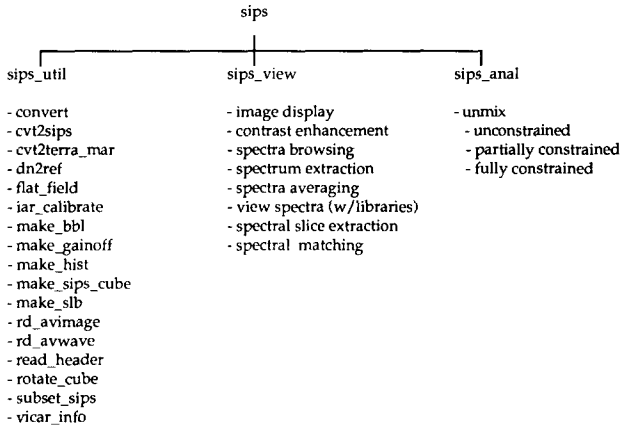 sips
sips_util
- convert
- cvt2sips
- cvt2terra_mar
- dn2ref
- flat_field
- iar_calibrate
- make_bbl
- make_gainoff
- make_hist
- make_sips_cube
- make_slb
- rd_avimage
- rd_avwave
- read_header
- rotate_cube
- subset_sips
- vicar_info
sips_view
- image display
- contrast enhancement
- spectra browsing
- spectrum extraction
- spectra averaging
- view spectra (w/libraries)
- spectral slice extraction
- spectral matching
sips_anal
- unmix
- unconstrained
- partially constrained
- fully constrained